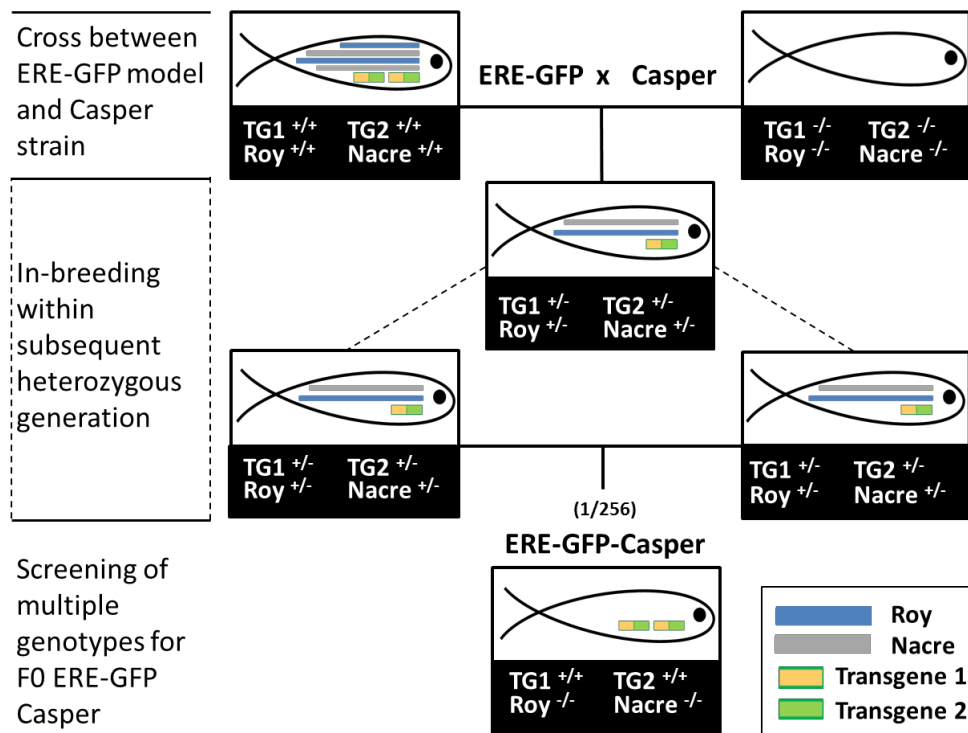 Cross between
ERE-GFP model
and Casper
strain
ERE-GFP x Casper
TG1 +/+ TG2 +/+
Roy +/+ Nacre +/+
TG1 -/- TG2 -/-
Roy -/- Nacre -/-
In-breeding
within
subsequent
heterozygous
generation
TG1 +/- TG2 +/-
Roy +/- Nacre +/-
TG1 +/- TG2 +/-
Roy +/- Nacre +/-
TG1 +/- TG2 +/-
Roy +/- Nacre +/-
(1/256)
ERE-GFP-Casper
Screening of
multiple
genotypes for
F0 ERE-GFP
Casper
TG1 +/+ TG2 +/+
Roy -/- Nacre -/-
Roy
Nacre
Transgene 1
Transgene 2